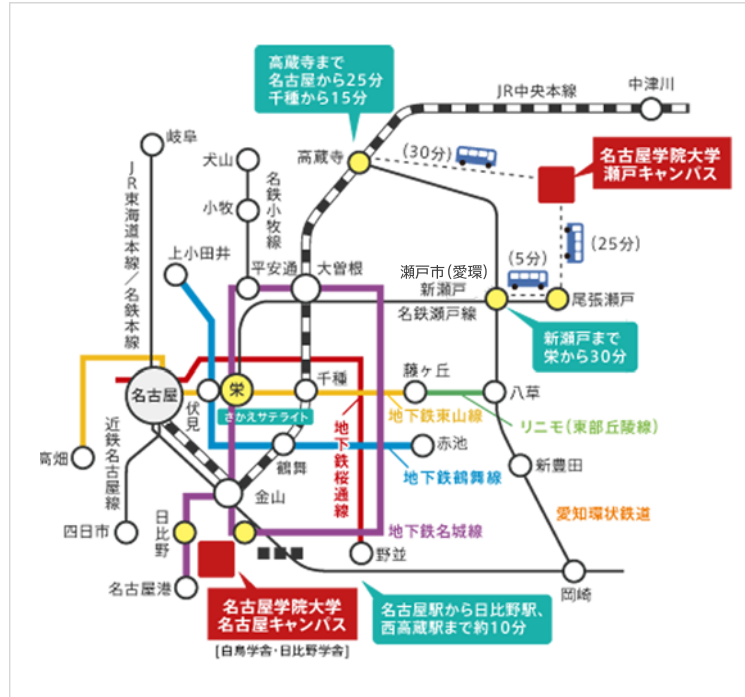 高蔵寺まで
名古屋から25分
千種から15分
JR中央本線
中津川
岐阜
犬山
高蔵寺
(30分)
名古屋学院大学
瀬戸キャンパス
JR東海道本線／名鉄本線
小牧
名鉄小牧線
上小田井
平安通
大曽根
瀬戸市(愛環)
新瀬戸
名鉄瀬戸線
(5分)
(25分)
尾張瀬戸
新瀬戸まで
栄から30分
名古屋
伏見
栄
さかえサテライト
千種
藤ヶ丘
八草
地下鉄東山線
リニモ(東部丘陵線)
近鉄名古屋線
地下鉄桜通線
高畑
鶴舞
赤池
地下鉄鶴舞線
新豊田
金山
愛知環状鉄道
四日市
日比野
地下鉄名城線
野並
名古屋港
岡崎
名古屋学院大学
名古屋キャンパス
[白鳥学舎・日比野学舎]
名古屋駅から日比野駅、
西高蔵駅まで約10分